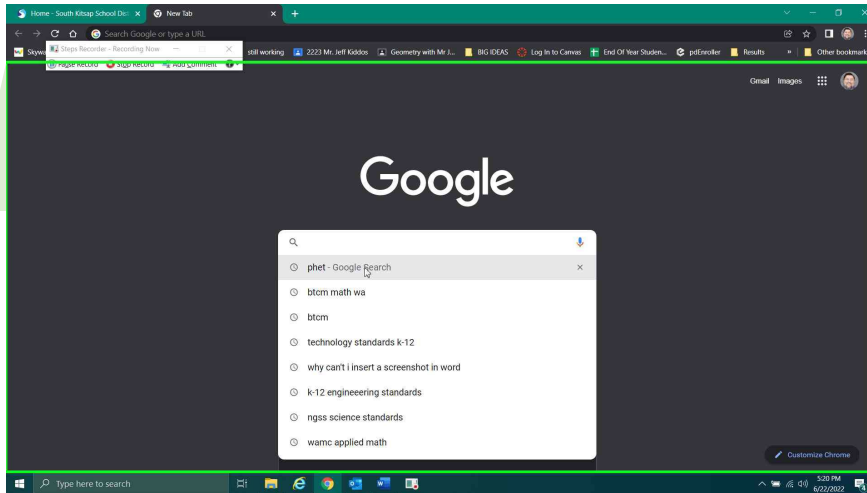 Home - South Kitsap School Dist
New Tab
Search Google or type a URL
Steps Recorder - Recording Now
still working
2223 Mr. Jeff Kiddos
Geometry with Mr J...
BIG IDEAS
Log In to Canvas
End Of Year Studen...
pdEnroller
Results
»
Other bookmark
Pause Record
Stop Record
Add Comment
Gmail Images
Google
phet - Google Search
btcm math wa
btcm
technology standards k-12
why can't i insert a screenshot in word
k-12 engineeering standards
ngss science standards
wamc applied math
Customize Chrome
Type here to search
5:20 PM
6/22/2022